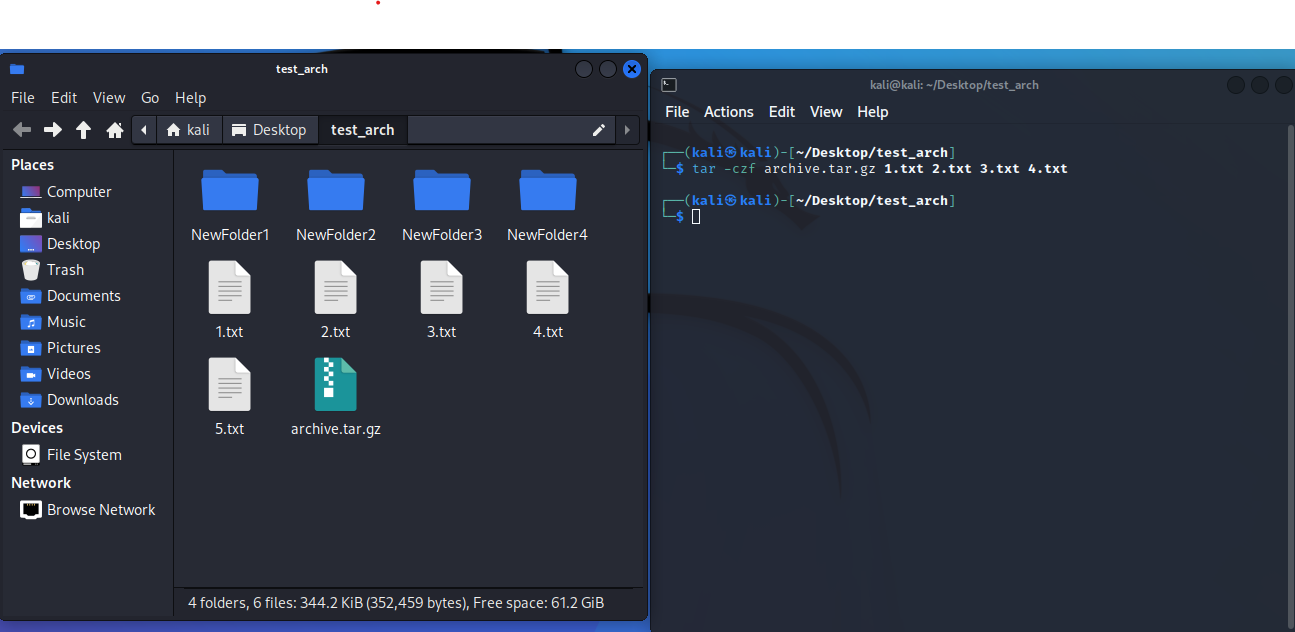 test_arch
File Edit View Go Help
kali Desktop test_arch
Places
Computer
kali
Desktop
Trash
Documents
Music
Pictures
Videos
Downloads
Devices
File System
Network
Browse Network
NewFolder1 NewFolder2 NewFolder3 NewFolder4
1.txt 2.txt 3.txt 4.txt
5.txt archive.tar.gz
4 folders, 6 files: 344.2 KiB (352,459 bytes), Free space: 61.2 GiB
kali@kali: ~/Desktop/test_arch
File Actions Edit View Help
┌──(kali㉿kali)-[~/Desktop/test_arch]
└─$ tar -czf archive.tar.gz 1.txt 2.txt 3.txt 4.txt
┌──(kali㉿kali)-[~/Desktop/test_arch]
└─$